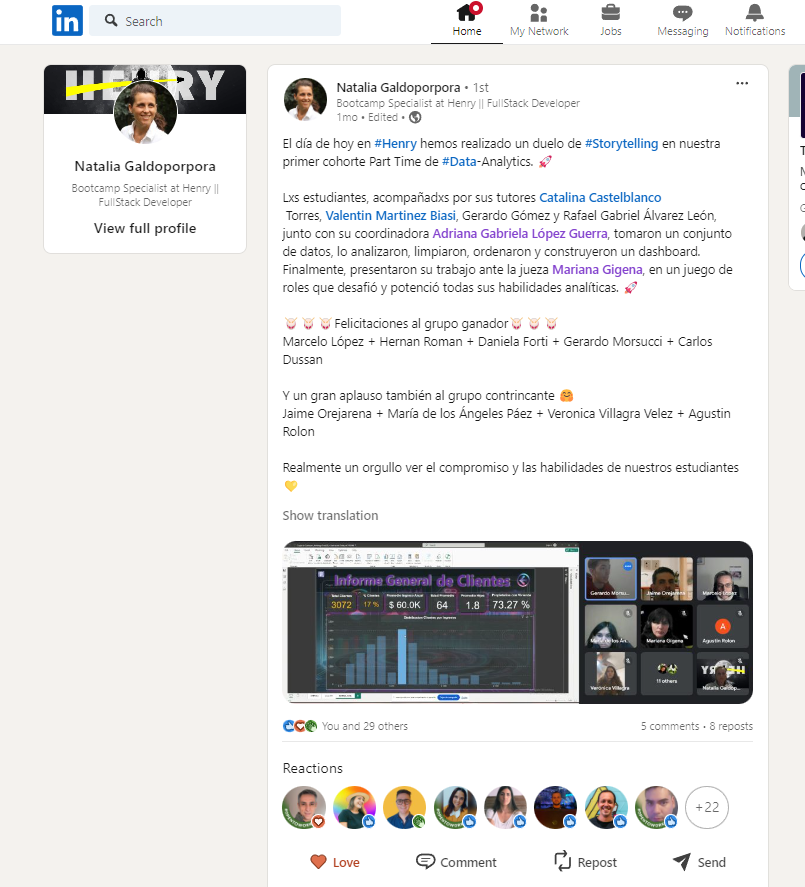 in
Search
Home
My Network
Jobs
Messaging
Notifications
HENRY
Natalia Galdoporpora
Bootcamp Specialist at Henry ||
FullStack Developer
View full profile
Natalia Galdoporpora • 1st
Bootcamp Specialist at Henry || FullStack Developer
1mo • Edited •
El día de hoy en #Henry hemos realizado un duelo de #Storytelling en nuestra
primer cohorte Part Time de #Data-Analytics. 🚀
Lxs estudiantes, acompañadxs por sus tutores Catalina Castelblanco
Torres, Valentin Martinez Biasi, Gerardo Gómez y Rafael Gabriel Álvarez León,
junto con su coordinadora Adriana Gabriela López Guerra, tomaron un conjunto
de datos, lo analizaron, limpiaron, ordenaron y construyeron un dashboard.
Finalmente, presentaron su trabajo ante la jueza Mariana Gigena, en un juego de
roles que desafió y potenció todas sus habilidades analíticas. 🚀
Felicitaciones al grupo ganador
Marcelo López + Hernan Roman + Daniela Forti + Gerardo Morsucci + Carlos
Dussan
Y un gran aplauso también al grupo contrincante 🤗
Jaime Orejarena + María de los Ángeles Páez + Veronica Villagra Velez + Agustin
Rolon
Realmente un orgullo ver el compromiso y las habilidades de nuestros estudiantes
💛
Show translation
Informe General de Clientes
Total Clientes
3072
% Clientes
17 %
$ 60.0K
64
1.8
73.27 %
Distribucion Clientes por Ingresos
Gerardo Morsu...
Jaime Orejarena
Marcelo López
María de los Án...
Mariana Gigena
A
Agustin Rolon
Veronica Villagra
11 others
Natalia Galdop...
You and 29 others
5 comments • 8 reposts
Reactions
+22
Love
Comment
Repost
Send